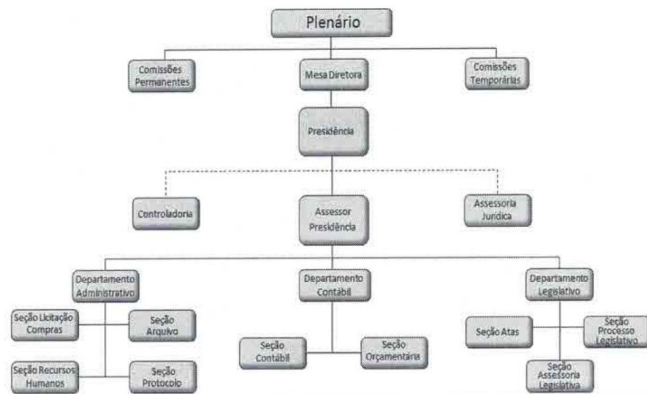 Plenário
Comissões
Permanentes
Mesa Diretora
Comissões
Temporárias
Presidência
Controladoria
Assessor
Presidência
Assessoria
Jurídica
Departamento
Administrativo
Departamento
Contábil
Departamento
Legislativo
Seção Licitação
Compras
Seção
Arquivo
Seção Recursos
Humanos
Seção
Protocolo
Seção
Contábil
Seção
Orçamentária
Seção Atas
Seção
Processo
Legislativo
Seção
Assessoria
Legislativa